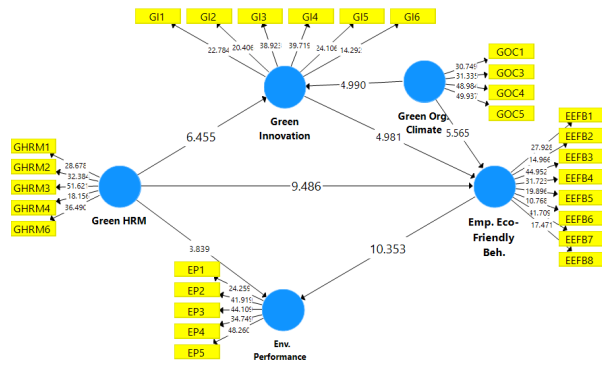 GI1 GI2 GI3 GI4 GI5 GI6
22.784 20.406 38.923 39.719 24.106 14.292
Green
Innovation
4.990
Green Org.
Climate
GOC1
GOC3
GOC4
GOC5
30.749
31.339
48.984
49.937
6.455
4.981
5.565
GHRM1
GHRM2
GHRM3
GHRM4
GHRM6
28.678
32.384
51.621
18.156
36.490
Green HRM
9.486
Emp. Eco-
Friendly
Beh.
27.928
14.966
44.952
31.723
19.896
10.768
41.709
17.471
EEFB1
EEFB2
EEFB3
EEFB4
EEFB5
EEFB6
EEFB7
EEFB8
3.839
10.353
EP1
EP2
EP3
EP4
EP5
24.259
41.919
44.109
34.749
48.260
Env.
Performance